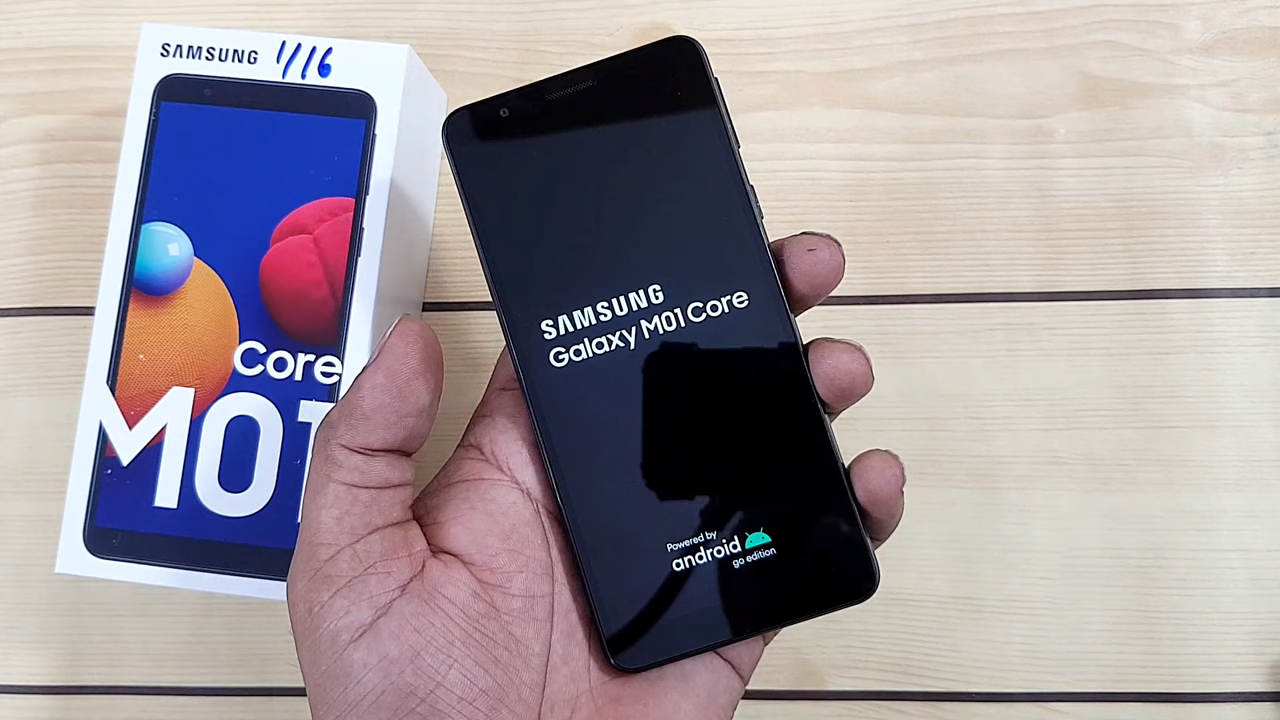 SAMSUNG 1/16
Core
M01
SAMSUNG
Galaxy M01 Core
Powered by
android
go edition